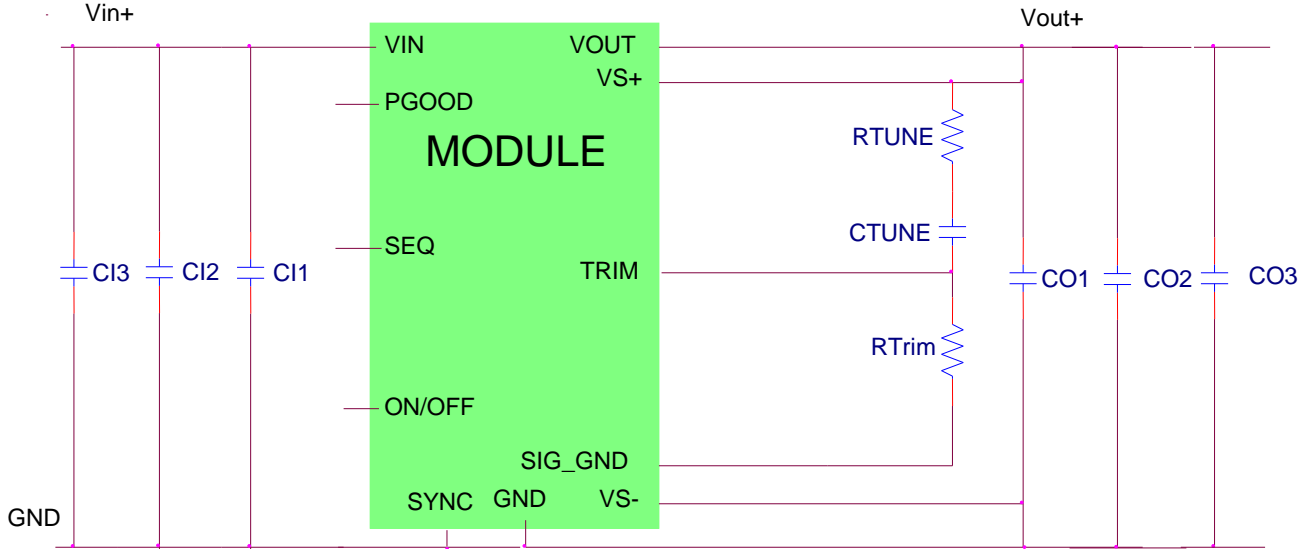 Vin+
Vout+
VIN
VOUT
VS+
PGOOD
MODULE
RTUNE
SEQ
CTUNE
TRIM
CI3
CI2
CI1
CO1
CO2
CO3
RTrim
ON/OFF
SIG_GND
SYNC
GND
VS-
GND